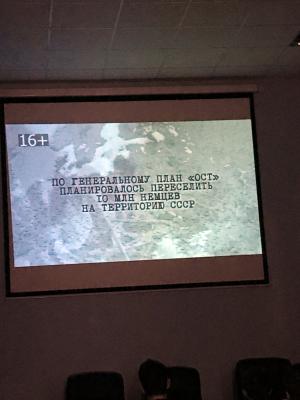 16+
ПО ГЕНЕРАЛЬНОМУ ПЛАН «ОСТ»
ПЛАНИРОВАЛОСЬ ПЕРЕСЕЛИТЬ
10 МЛН НЕМЦЕВ
НА ТЕРРИТОРИЮ СССР